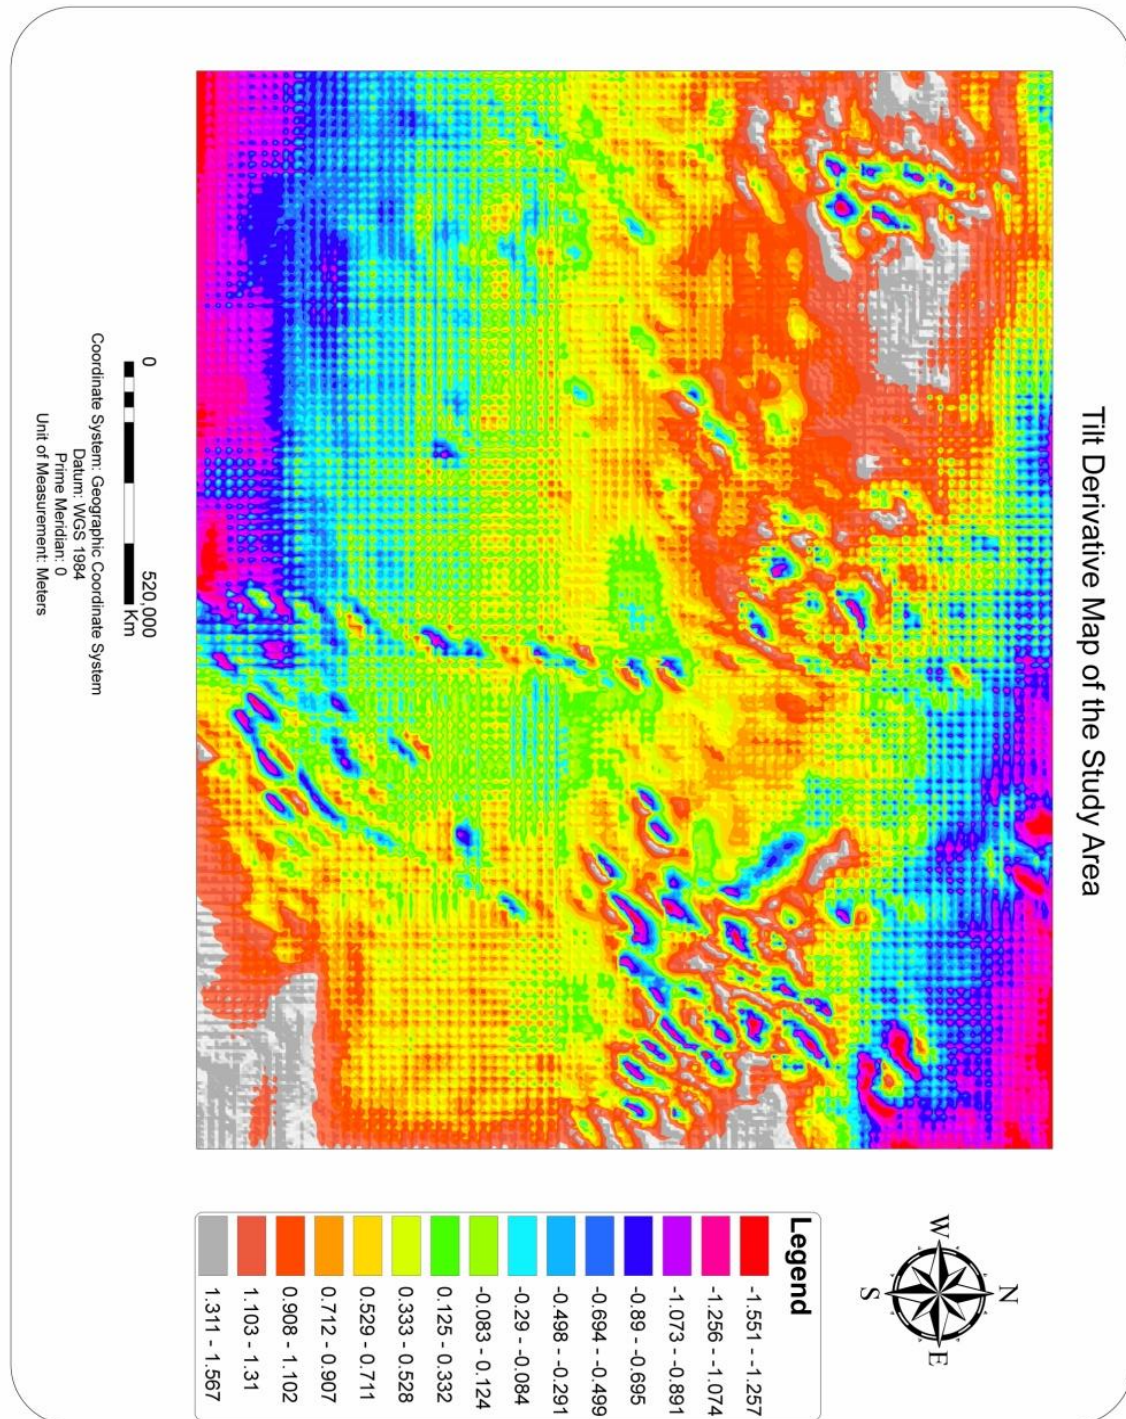 Tilt Derivative Map of the Study Area
N
W
E
S
Legend
-1.551 - -1.257
-1.256 - -1.074
-1.073 - -0.891
-0.89 - -0.695
-0.694 - -0.499
-0.498 - -0.291
-0.29 - -0.084
-0.083 - 0.124
0.125 - 0.332
0.333 - 0.528
0.529 - 0.711
0.712 - 0.907
0.908 - 1.102
1.103 - 1.31
1.311 - 1.567
0 520,000
Km
Coordinate System: Geographic Coordinate System
Datum: WGS 1984
Prime Meridian: 0
Unit of Measurement: Meters